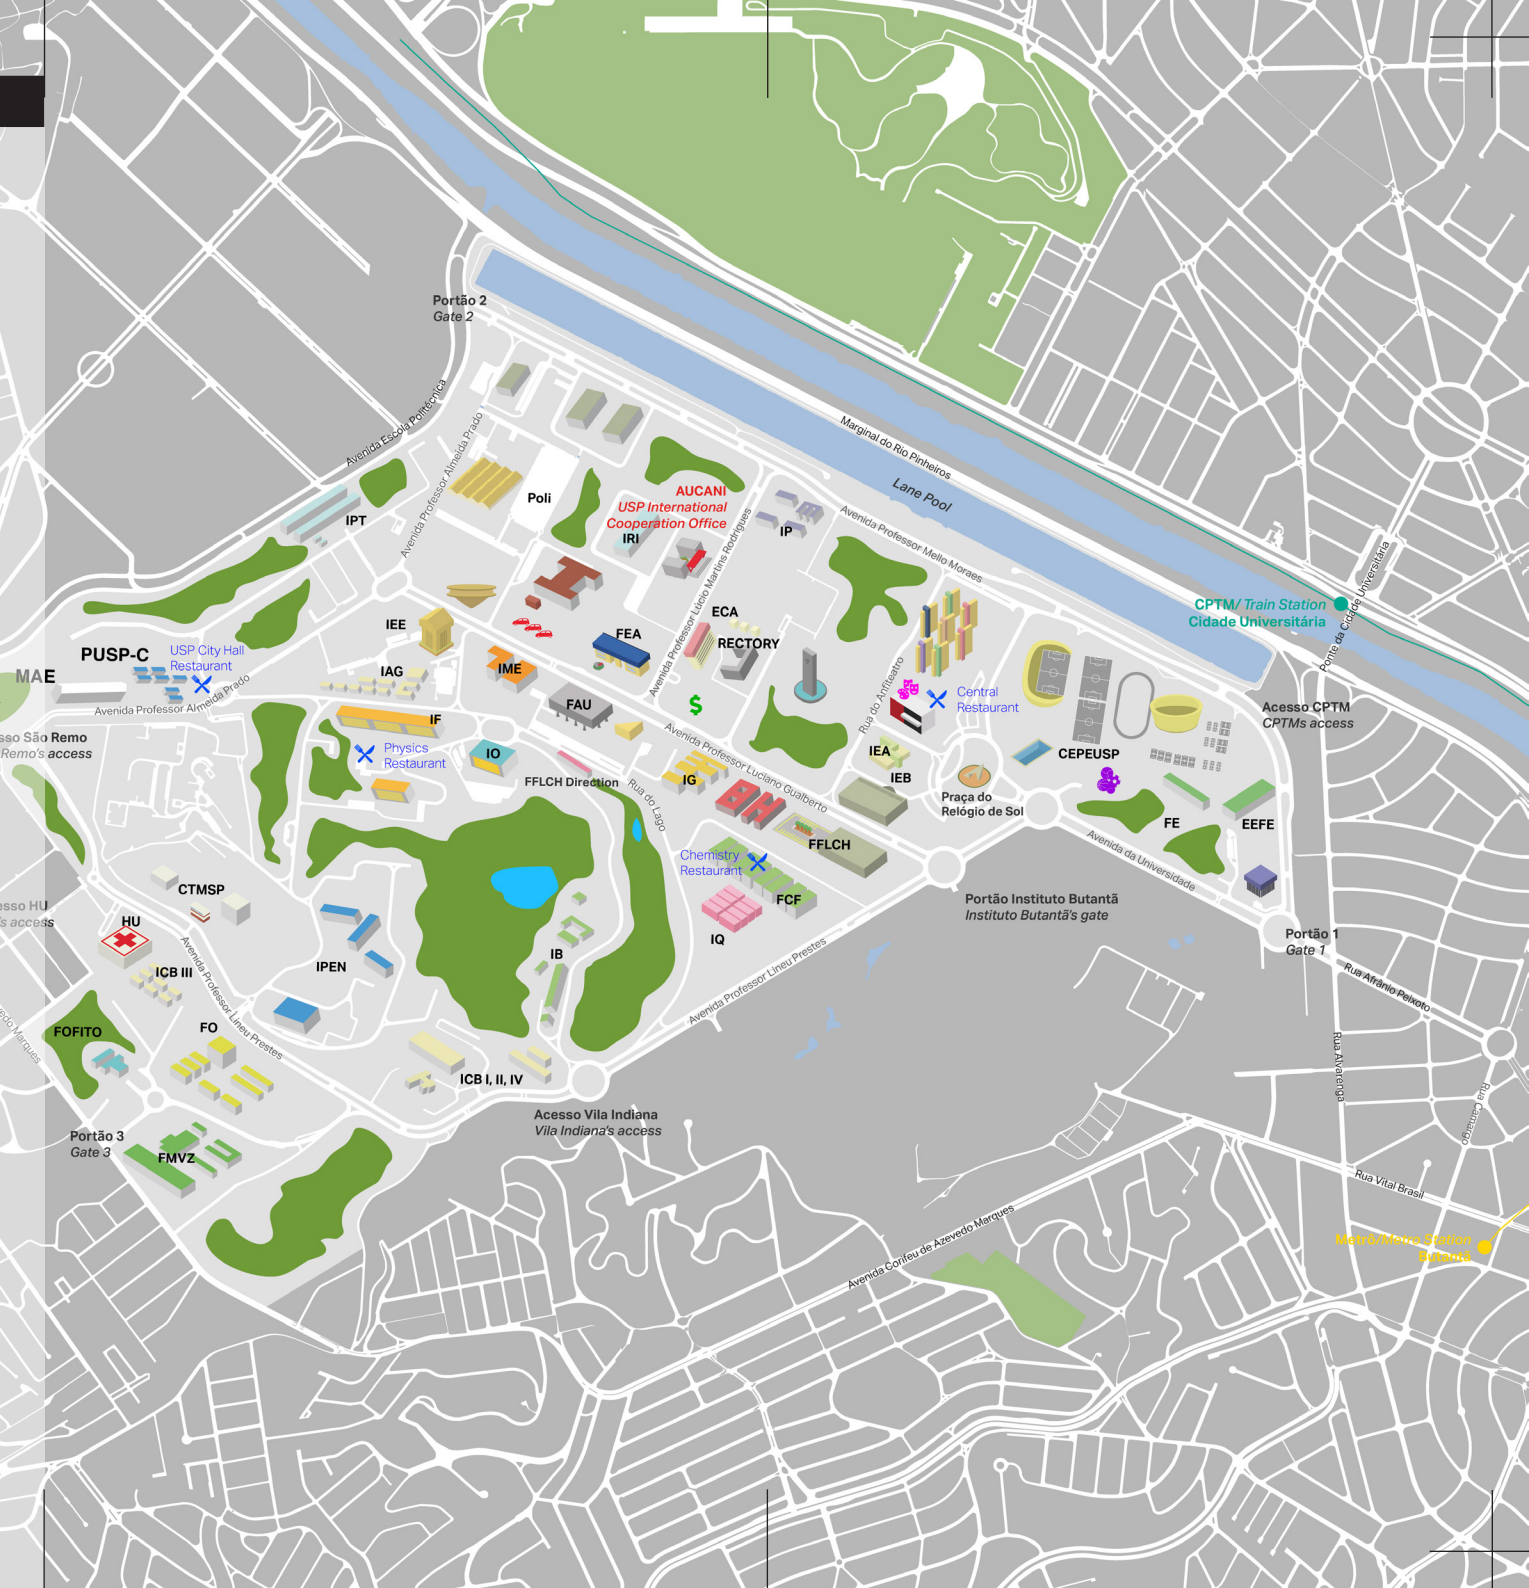 Portão 2
Gate 2
Avenida Escola Politécnica
Avenida Professor Almeida Prado
Marginal do Rio Pinheiros
Lane Pool
Poli
AUCANI
USP International
Cooperation Office
IRI
IPT
IP
Avenida Professor Mello Moraes
Avenida Professor Lúcio Martins Rodrigues
Ponte da Cidade Universitária
CPTM/Train Station
Cidade Universitária
IEE
FEA
ECA
RECTORY
PUSP-C
USP City Hall
Restaurant
MAE
IAG
IME
Avenida Professor Almeida Prado
FAU
$
Rua do Anfiteatro
Central
Restaurant
Acesso CPTM
CPTMs access
sso São Remo
Remo's access
IF
Physics
Restaurant
IO
FFLCH Direction
Avenida Professor Luciano Gualberto
IG
Rua do Lago
IEA
IEB
CEPEUSP
Praça do
Relógio de Sol
FE
EEFE
Avenida da Universidade
FFLCH
Chemistry
Restaurant
FCF
IQ
CTMSP
esso HU
's access
HU
ICB III
IPEN
IB
Portão Instituto Butantã
Instituto Butantã's gate
Portão 1
Gate 1
Rua Afrânio Peixoto
Avenida Professor Lineu Prestes
Avenida Professor Lineu Prestes
edo Marques
FOFITO
FO
ICB I, II, IV
Rua Alvarenga
Rua Camargo
Acesso Vila Indiana
Vila Indiana's access
Portão 3
Gate 3
FMVZ
Rua Vital Brasil
Avenida Corifeu de Azevedo Marques
Metrô/Metro Station
Butantã